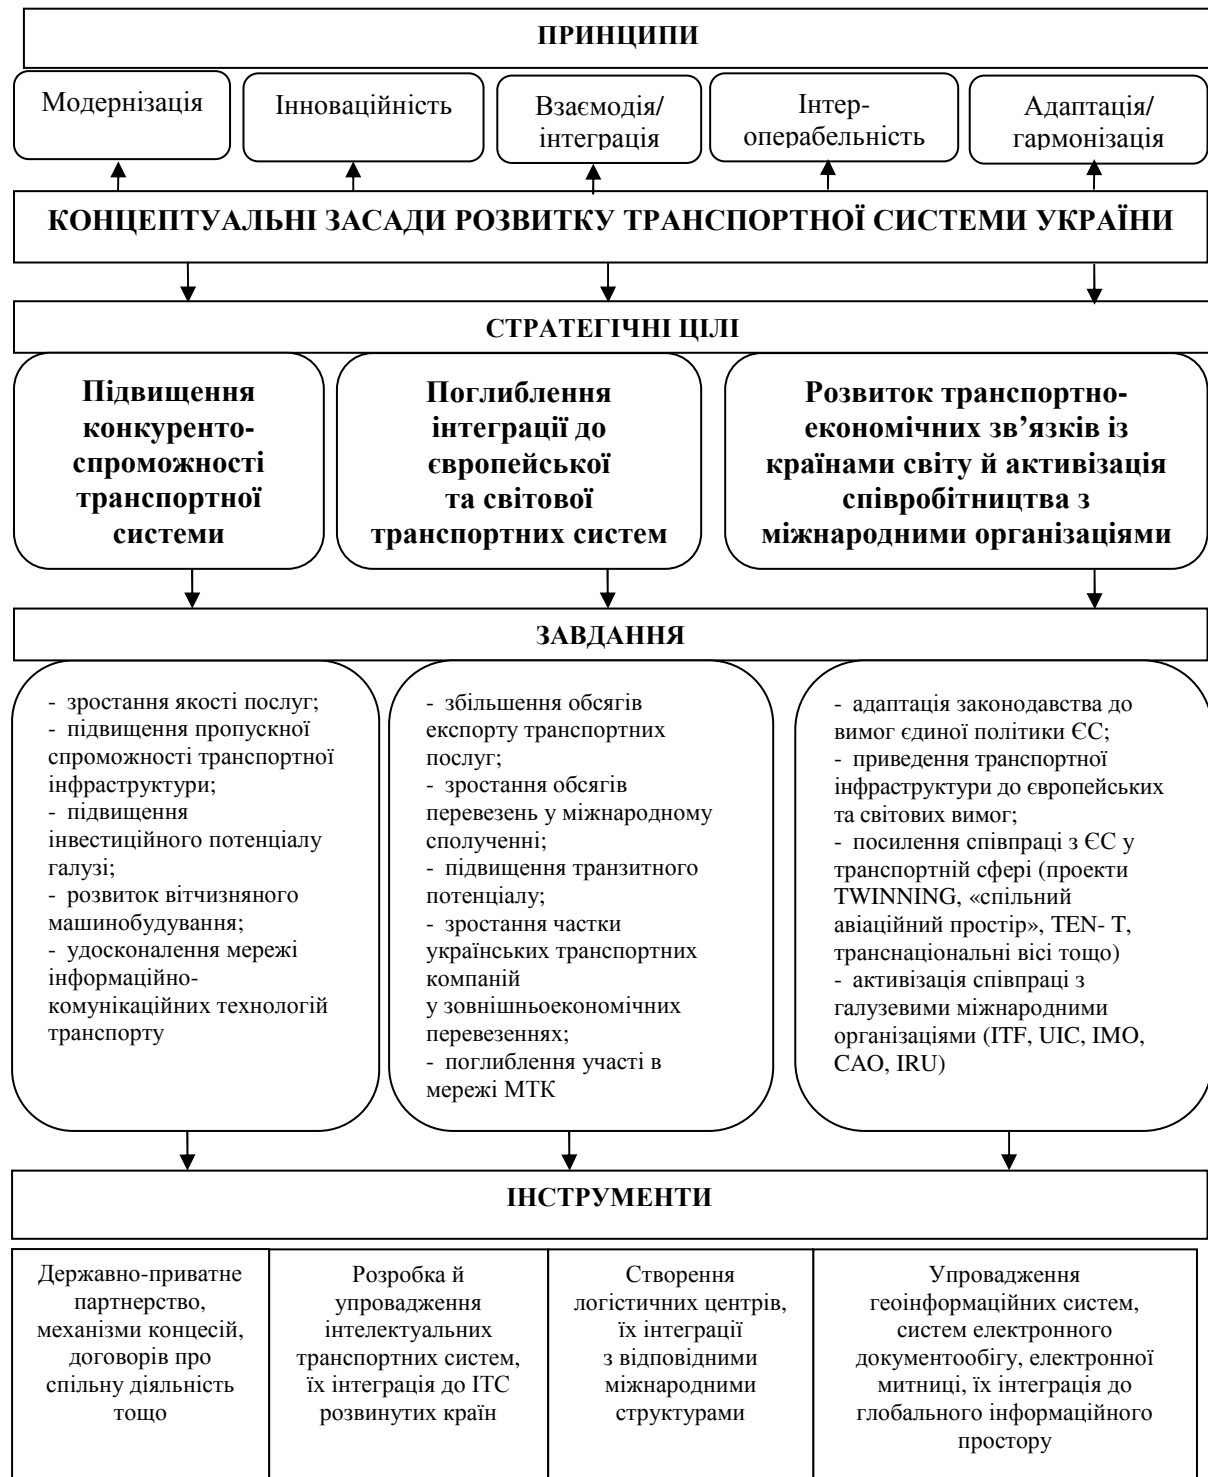 ПРИНЦИПИ
Модернізація
Інноваційність
Взаємодія/
інтеграція
Інтер-
операбельність
Адаптація/
гармонізація
КОНЦЕПТУАЛЬНІ ЗАСАДИ РОЗВИТКУ ТРАНСПОРТНОЇ СИСТЕМИ УКРАЇНИ
СТРАТЕГІЧНІ ЦІЛІ
Підвищення
конкуренто-
спроможності
транспортної
системи
Поглиблення
інтеграції до
європейської
та світової
транспортних систем
Розвиток транспортно-
економічних зв’язків із
країнами світу й активізація
співробітництва з
міжнародними організаціями
ЗАВДАННЯ
- зростання якості послуг;
- підвищення пропускної
спроможності транспортної
інфраструктури;
- підвищення
інвестиційного потенціалу
галузі;
- розвиток вітчизняного
машинобудування;
- удосконалення мережі
інформаційно-
комунікаційних технологій
транспорту
- збільшення обсягів
експорту транспортних
послуг;
- зростання обсягів
перевезень у міжнародному
сполученні;
- підвищення транзитного
потенціалу;
- зростання частки
українських транспортних
компаній
у зовнішньоекономічних
перевезеннях;
- поглиблення участі в
мережі МТК
- адаптація законодавства до
вимог єдиної політики ЄС;
- приведення транспортної
інфраструктури до європейських
та світових вимог;
- посилення співпраці з ЄС у
транспортній сфері (проекти
TWINNING, «спільний
авіаційний простір», TEN- T,
транснаціональні вісі тощо)
- активізація співпраці з
галузевими міжнародними
організаціями (ITF, UIC, IMO,
CAO, IRU)
ІНСТРУМЕНТИ
Державно-приватне
партнерство,
механізми концесій,
договорів про
спільну діяльність
тощо
Розробка й
упровадження
інтелектуальних
транспортних систем,
їх інтеграція до ІТС
розвинутих країн
Створення
логістичних центрів,
їх інтеграції
з відповідними
міжнародними
структурами
Упровадження
геоінформаційних систем,
систем електронного
документообігу, електронної
митниці, їх інтеграція до
глобального інформаційного
простору